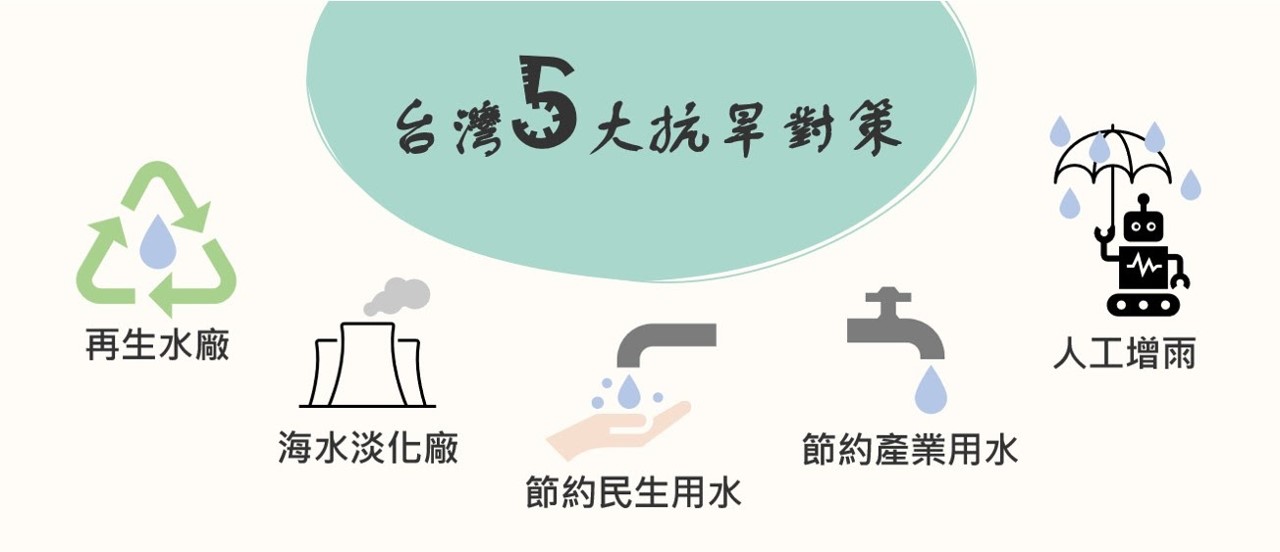 台灣5大抗旱對策
再生水廠
海水淡化廠
節約民生用水
節約產業用水
人工增雨